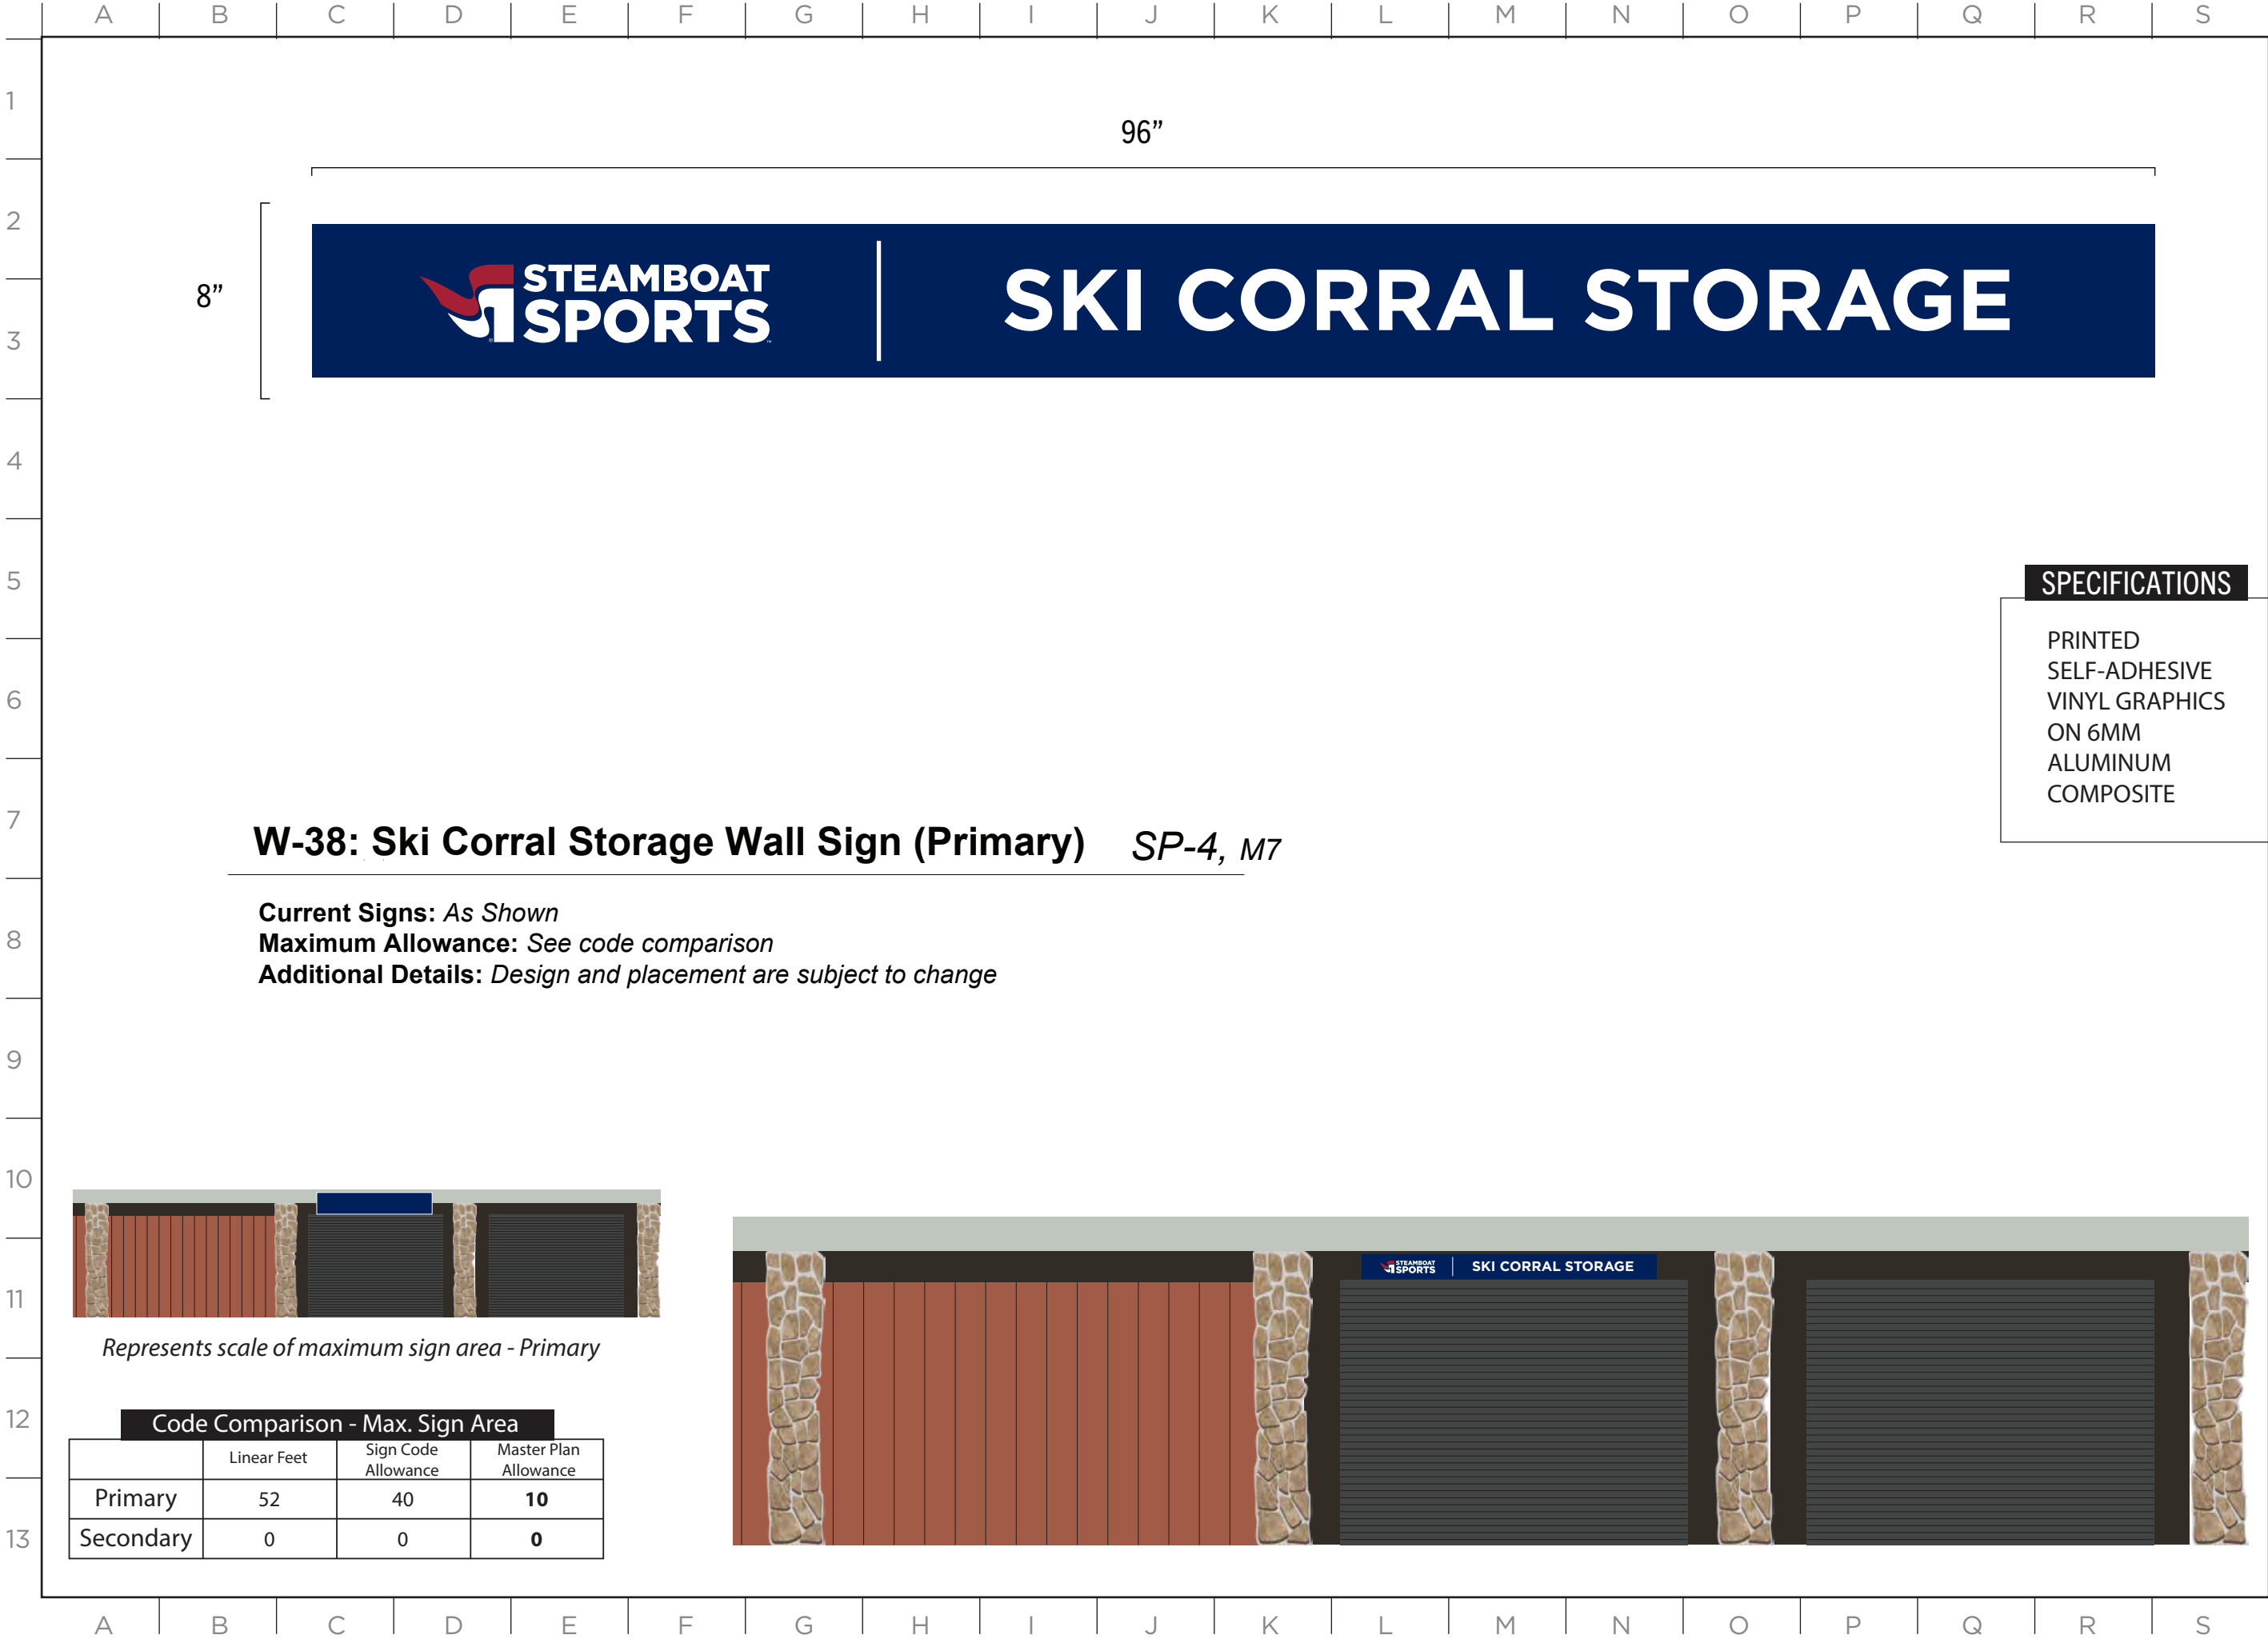 A B C D E F G H I J K L M N O P Q R S
1
2
3
4
5
6
7
8
9
10
11
12
13
96”
8”
STEAMBOAT
SPORTS™
SKI CORRAL STORAGE
SPECIFICATIONS
PRINTED
SELF-ADHESIVE
VINYL GRAPHICS
ON 6MM
ALUMINUM
COMPOSITE
W-38: Ski Corral Storage Wall Sign (Primary) SP-4, M7
Current Signs: As Shown
Maximum Allowance: See code comparison
Additional Details: Design and placement are subject to change
Represents scale of maximum sign area - Primary
Code Comparison - Max. Sign Area
Linear Feet
Sign Code
Allowance
Master Plan
Allowance
Primary 52 40 10
Secondary 0 0 0
STEAMBOAT
SPORTS
SKI CORRAL STORAGE
A B C D E F G H I J K L M N O P Q R S